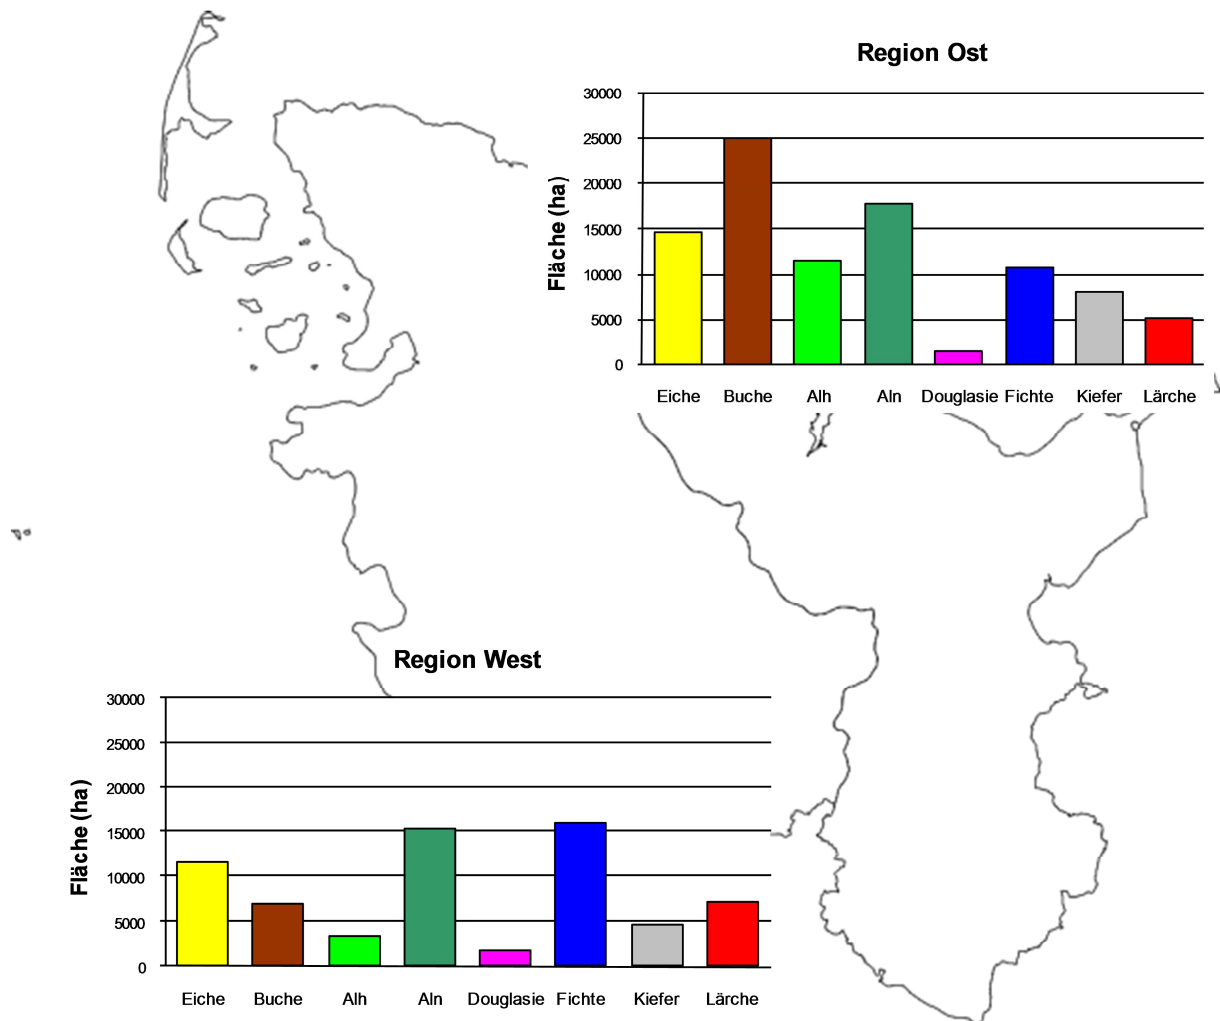 Region Ost
Fläche (ha)
30000
25000
20000
15000
10000
5000
0
Eiche Buche Alh Aln Douglasie Fichte Kiefer Lärche
Region West
Fläche (ha)
30000
25000
20000
15000
10000
5000
0
Eiche Buche Alh Aln Douglasie Fichte Kiefer Lärche